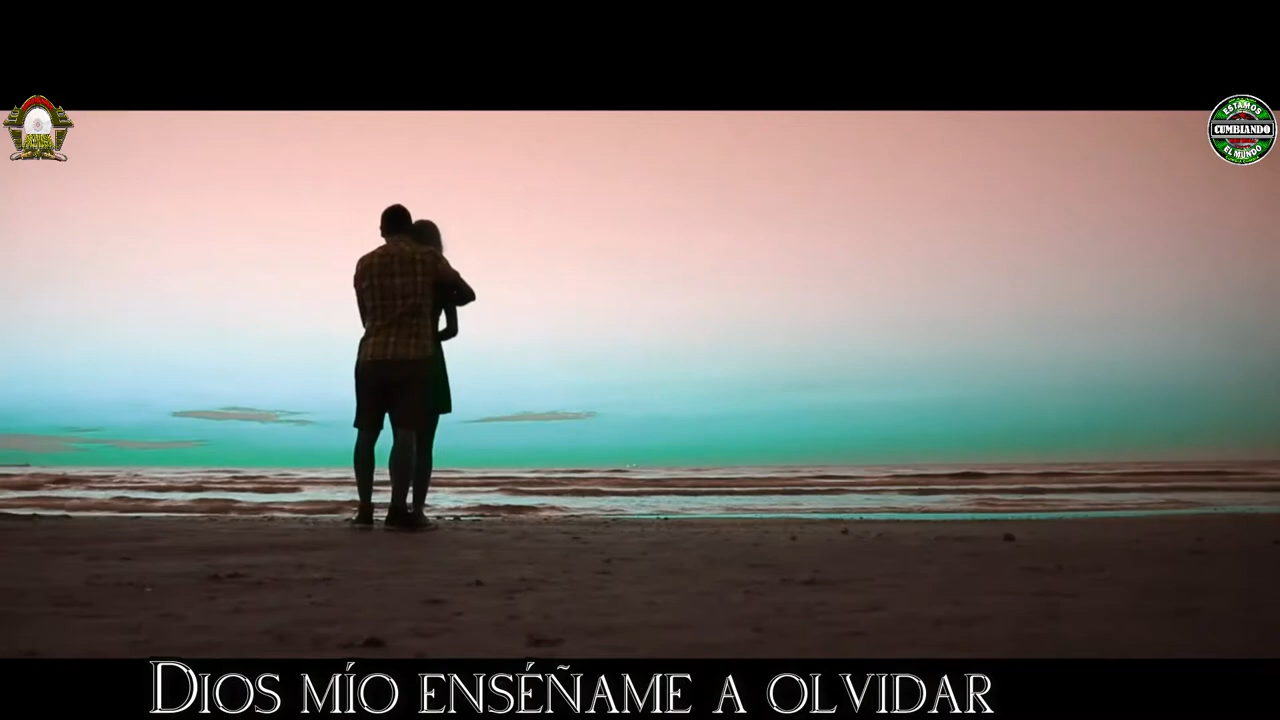 ESTAMOS
CUMBIANDO
EL MUNDO
DIOS MÍO ENSÉÑAME A OLVIDAR